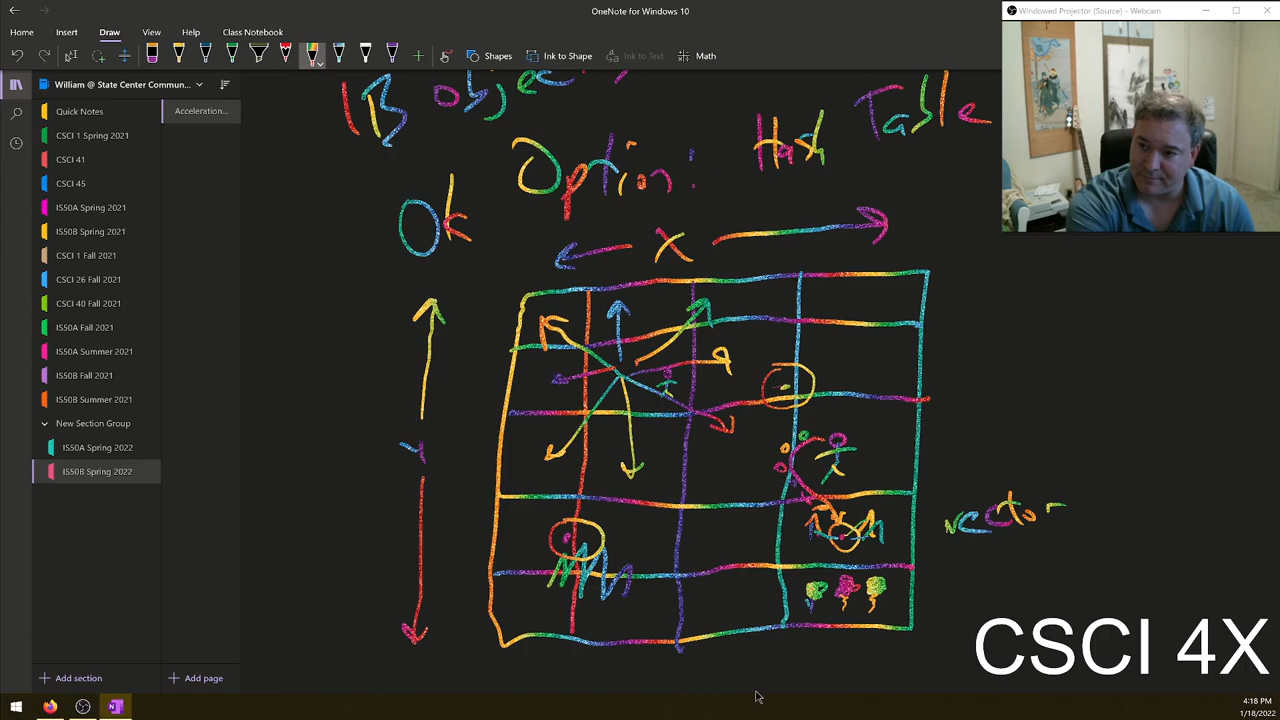 OneNote for Windows 10
Windowed Projector (Source) - Webcam
Home Insert Draw View Help Class Notebook
Shapes Ink to Shape Ink to Text Math
William @ State Center Commun...
Quick Notes
CSCI 1 Spring 2021
CSCI 41
CSCI 45
IS50A Spring 2021
IS50B Spring 2021
CSCI 1 Fall 2021
CSCI 26 Fall 2021
CSCI 40 Fall 2021
IS50A Fall 2021
IS50A Summer 2021
IS50B Fall 2021
IS50B Summer 2021
New Section Group
IS50A Spring 2022
IS50B Spring 2022
Add section
Acceleration...
Add page
Option: Hash Table
Ok
X
Y
vector
CSCI 4X
4:18 PM
1/18/2022